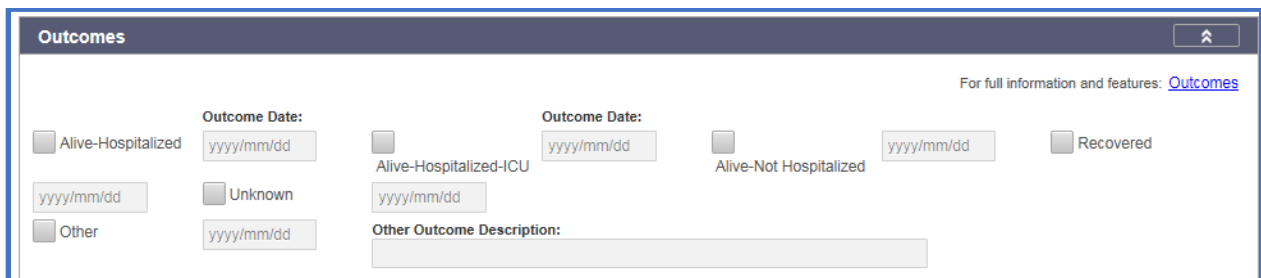 Outcomes
For full information and features: Outcomes
Outcome Date: Outcome Date:
Alive-Hospitalized yyyy/mm/dd Alive-Hospitalized-ICU yyyy/mm/dd Alive-Not Hospitalized yyyy/mm/dd Recovered
yyyy/mm/dd Unknown yyyy/mm/dd
Other yyyy/mm/dd Other Outcome Description: